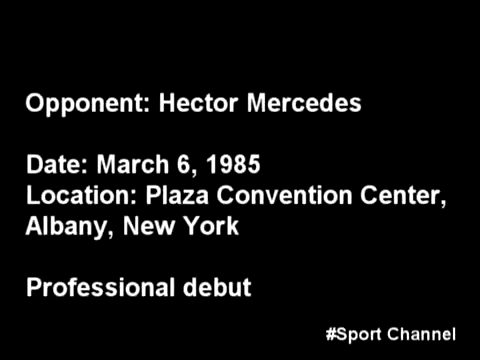 Opponent: Hector Mercedes
Date: March 6, 1985
Location: Plaza Convention Center,
Albany, New York
Professional debut
#Sport Channel